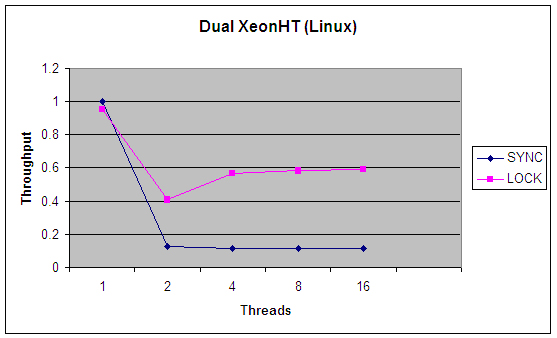 Dual XeonHT (Linux)
1.2
1
0.8
0.6
0.4
0.2
0
Throughput
1 2 4 8 16
Threads
SYNC
LOCK